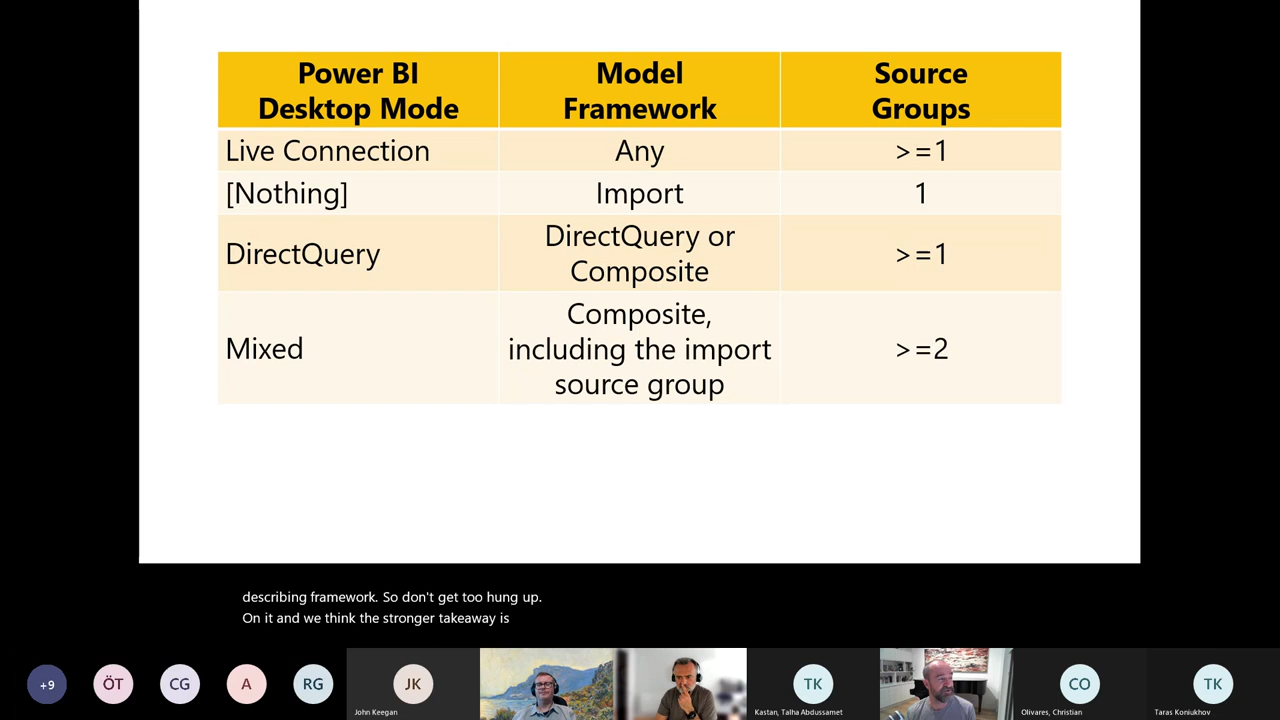 Power BI
Desktop Mode
Model
Framework
Source
Groups
Live Connection
Any
>=1
[Nothing]
Import
1
DirectQuery
DirectQuery or
Composite
>=1
Mixed
Composite,
including the import
source group
>=2
describing framework. So don't get too hung up.
On it and we think the stronger takeaway is
+9
ÖT
CG
A
RG
JK
John Keegan
TK
Kastan, Talha Abdussamet
CO
Olivares, Christian
TK
Taras Koniukhov